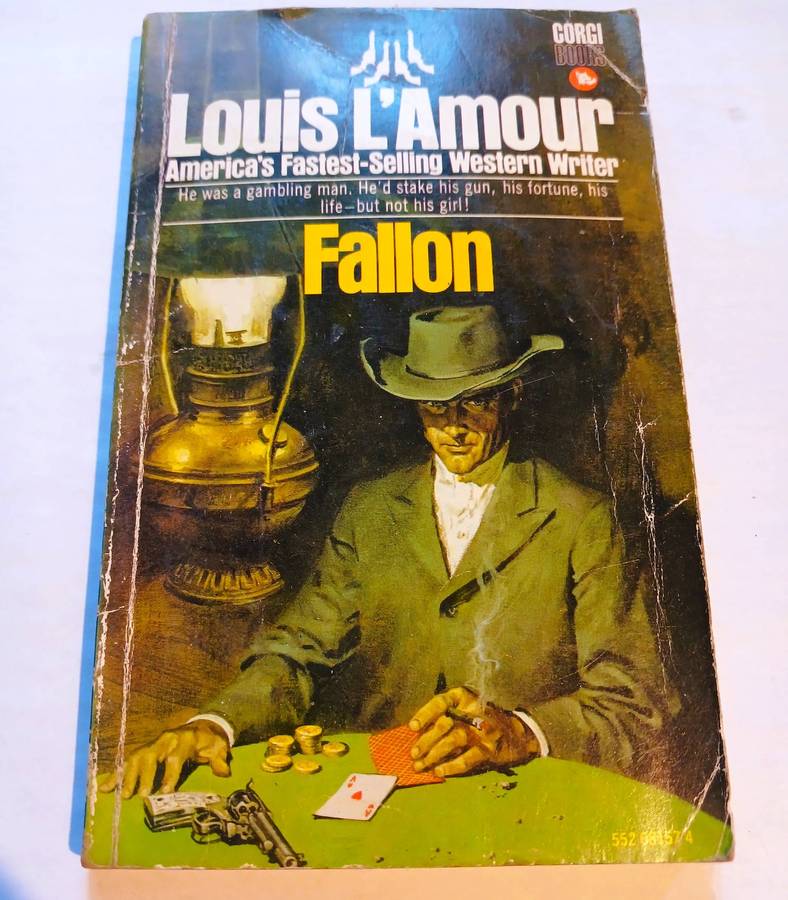 CORGI
BOOKS
Louis L'Amour
America's Fastest-Selling Western Writer
He was a gambling man. He'd stake his gun, his fortune, his
life—but not his girl!
Fallon
A
A
552